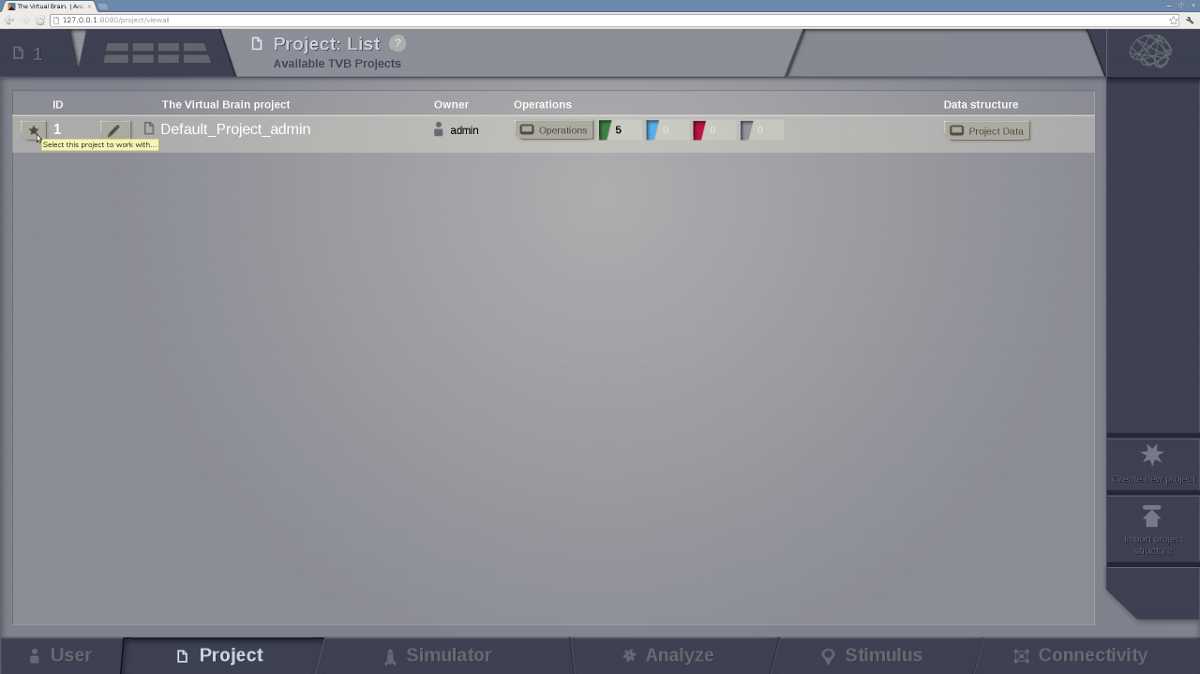 The Virtual Brain. | Ava...
127.0.0.1:8080/project/viewall
1
Project: List ?
Available TVB Projects
ID The Virtual Brain project Owner Operations Data structure
1 Default_Project_admin admin Operations 5 0 0 0 Project Data
Select this project to work with...
Create new project
Import project
structure
User Project Simulator Analyze Stimulus Connectivity